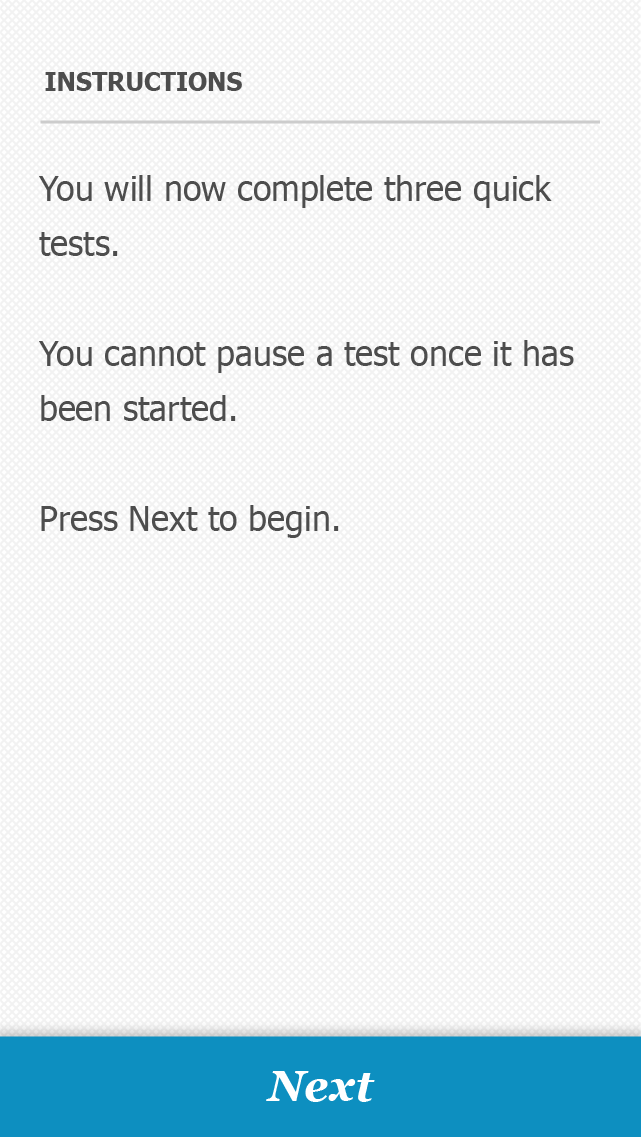 INSTRUCTIONS
You will now complete three quick
tests.
You cannot pause a test once it has
been started.
Press Next to begin.
Next